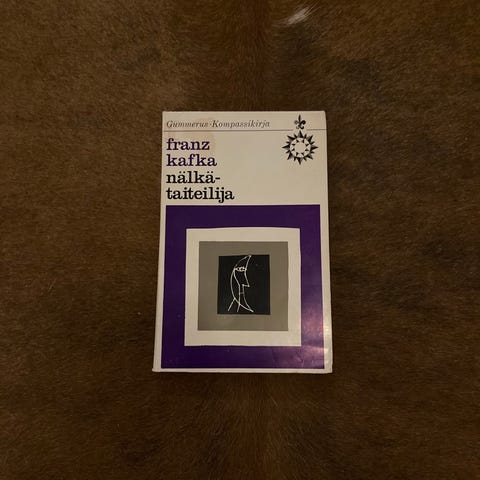 Gummerus·Kompassikirja
franz
kafka
nälkä-
taiteilija